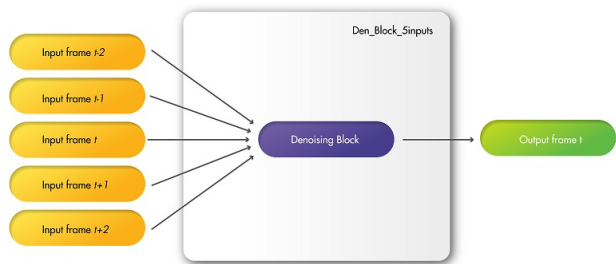 Den_Block_5inputs
Input frame t-2
Input frame t-1
Input frame t
Input frame t+1
Input frame t+2
Denoising Block
Output frame t